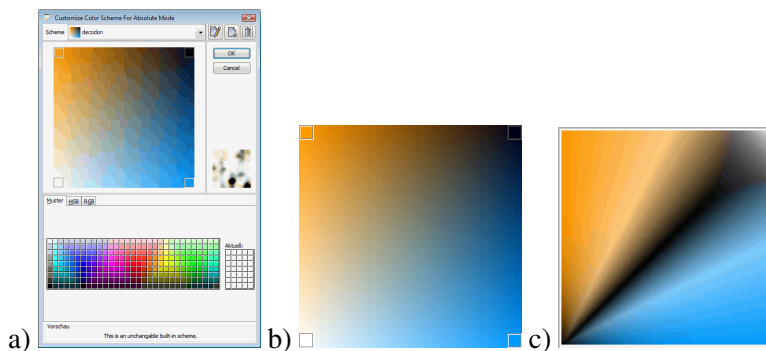 Customize Color Scheme For Absolute Mode
Scheme decodon
OK
Cancel
Muster HSB RGB
Aktuell:
Vorschau
This is an unchangable built-in scheme.
a) b) c)